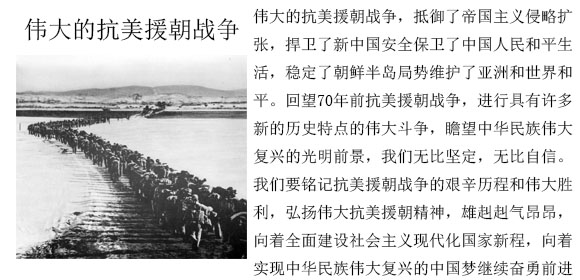 伟大的抗美援朝战争
伟大的抗美援朝战争，抵御了帝国主义侵略扩
张，捍卫了新中国安全保卫了中国人民和平生
活，稳定了朝鲜半岛局势维护了亚洲和世界和
平。回望70年前抗美援朝战争，进行具有许多
新的历史特点的伟大斗争，瞻望中华民族伟大
复兴的光明前景，我们无比坚定，无比自信。
我们要铭记抗美援朝战争的艰辛历程和伟大胜
利，弘扬伟大抗美援朝精神，雄赳赳气昂昂，
向着全面建设社会主义现代化国家新程，向着
实现中华民族伟大复兴的中国梦继续奋勇前进